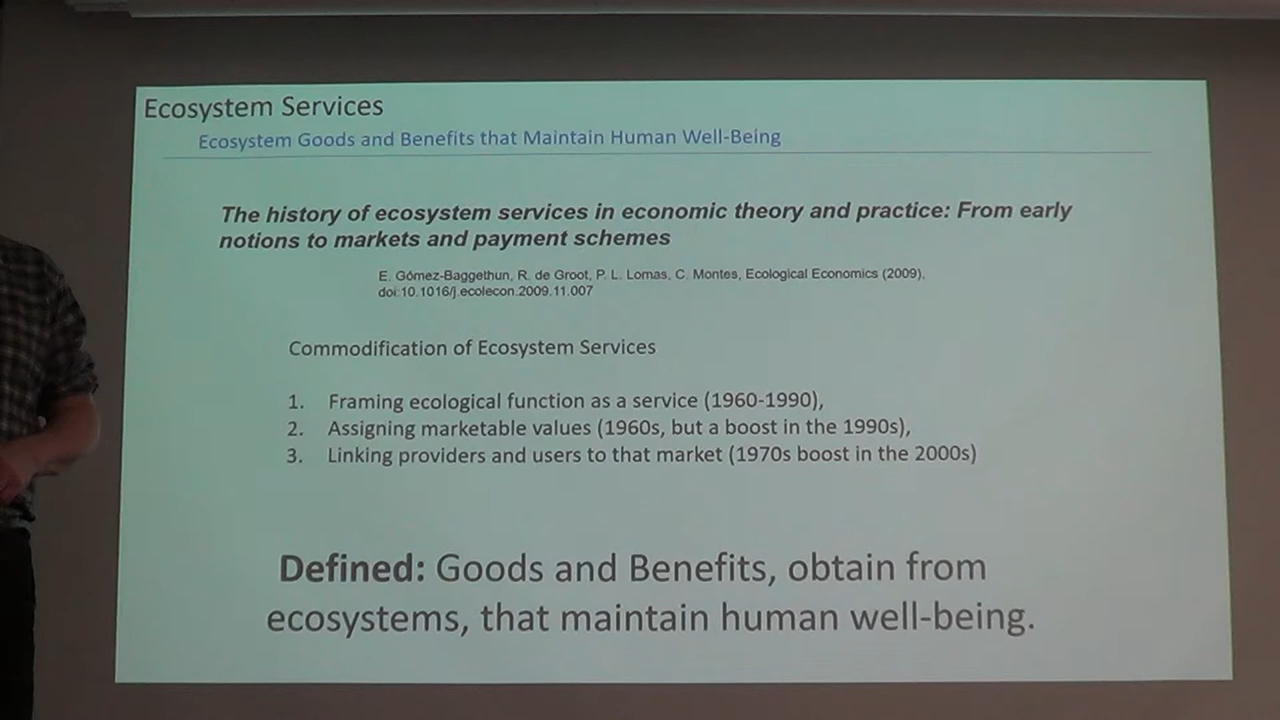 Ecosystem Services
Ecosystem Goods and Benefits that Maintain Human Well-Being
The history of ecosystem services in economic theory and practice: From early
notions to markets and payment schemes
E. Gómez-Baggethun, R. de Groot, P. L. Lomas, C. Montes, Ecological Economics (2009),
doi:10.1016/j.ecolecon.2009.11.007
Commodification of Ecosystem Services
1. Framing ecological function as a service (1960-1990),
2. Assigning marketable values (1960s, but a boost in the 1990s),
3. Linking providers and users to that market (1970s boost in the 2000s)
Defined: Goods and Benefits, obtain from
ecosystems, that maintain human well-being.